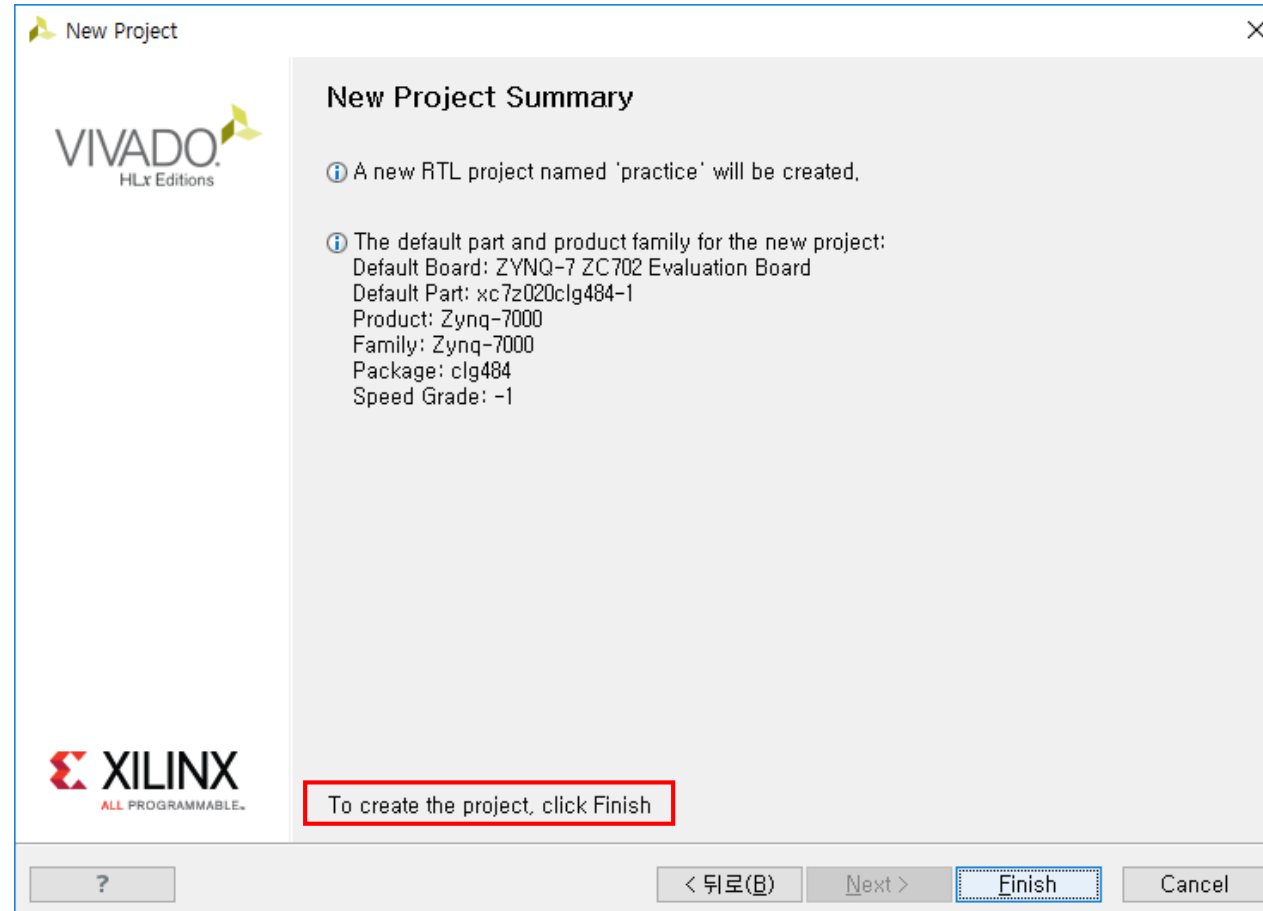 New Project
VIVADO.
HLx Editions
New Project Summary
A new RTL project named 'practice' will be created.
The default part and product family for the new project:
Default Board: ZYNQ-7 ZC702 Evaluation Board
Default Part: xc7z020clg484-1
Product: Zynq-7000
Family: Zynq-7000
Package: clg484
Speed Grade: -1
XILINX
ALL PROGRAMMABLE.
To create the project, click Finish
?
< 뒤로(B)
Next >
Finish
Cancel